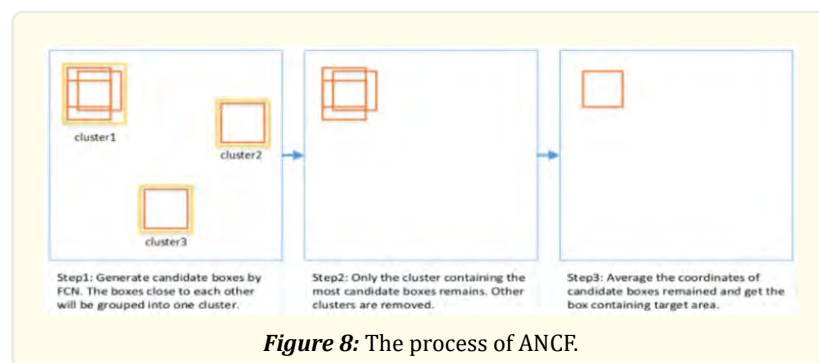 cluster1
cluster2
cluster3
Step1: Generate candidate boxes by
FCN. The boxes close to each other
will be grouped into one cluster.
Step2: Only the cluster containing the
most candidate boxes remains. Other
clusters are removed.
Step3: Average the coordinates of
candidate boxes remained and get the
box containing target area.
Figure 8: The process of ANCF.